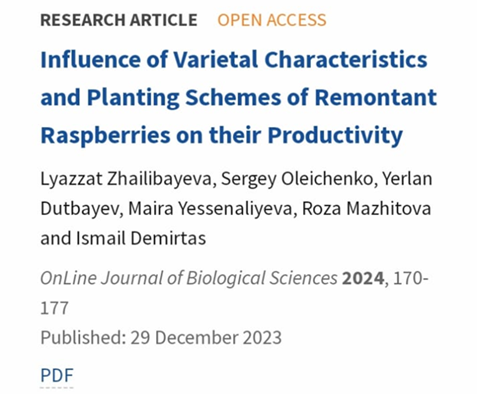 RESEARCH ARTICLE OPEN ACCESS
Influence of Varietal Characteristics
and Planting Schemes of Remontant
Raspberries on their Productivity
Lyazzat Zhailibayeva, Sergey Oleichenko, Yerlan
Dutbayev, Maira Yessenaliyeva, Roza Mazhitova
and Ismail Demirtas
OnLine Journal of Biological Sciences 2024, 170-
177
Published: 29 December 2023
PDF